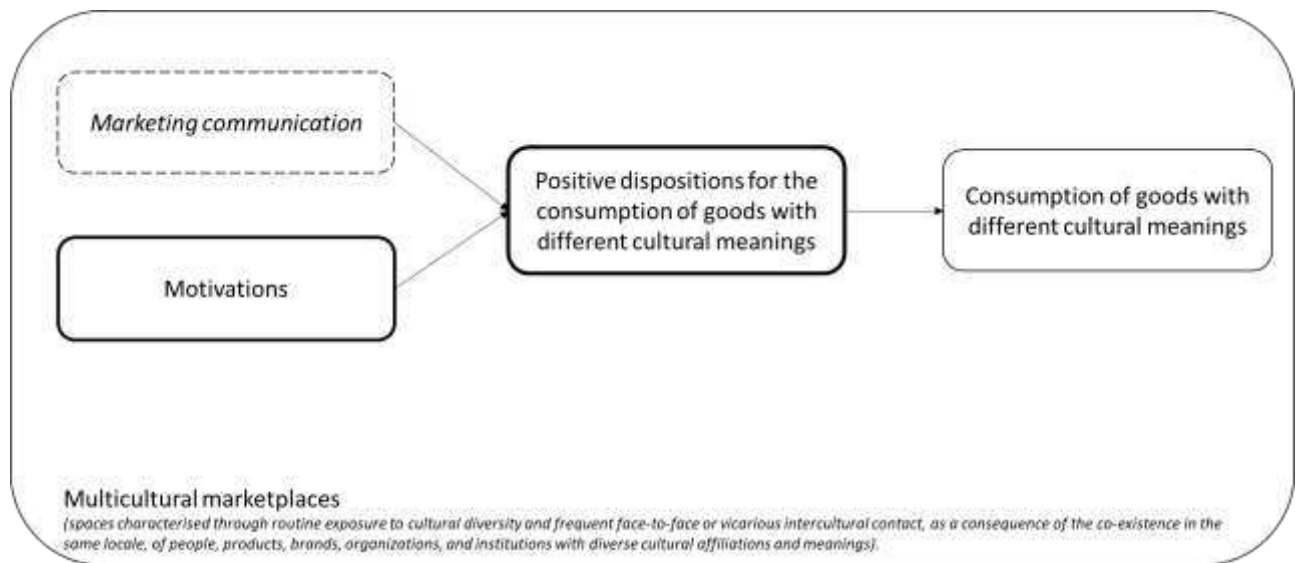 Marketing communication
Positive dispositions for the
consumption of goods with
different cultural meanings
Consumption of goods with
different cultural meanings
Motivations
Multicultural marketplaces
(spaces characterised through routine exposure to cultural diversity and frequent face-to-face or vicarious intercultural contact, as a consequence of the co-existence in the
same locale, of people, products, brands, organizations, and institutions with diverse cultural affiliations and meanings).